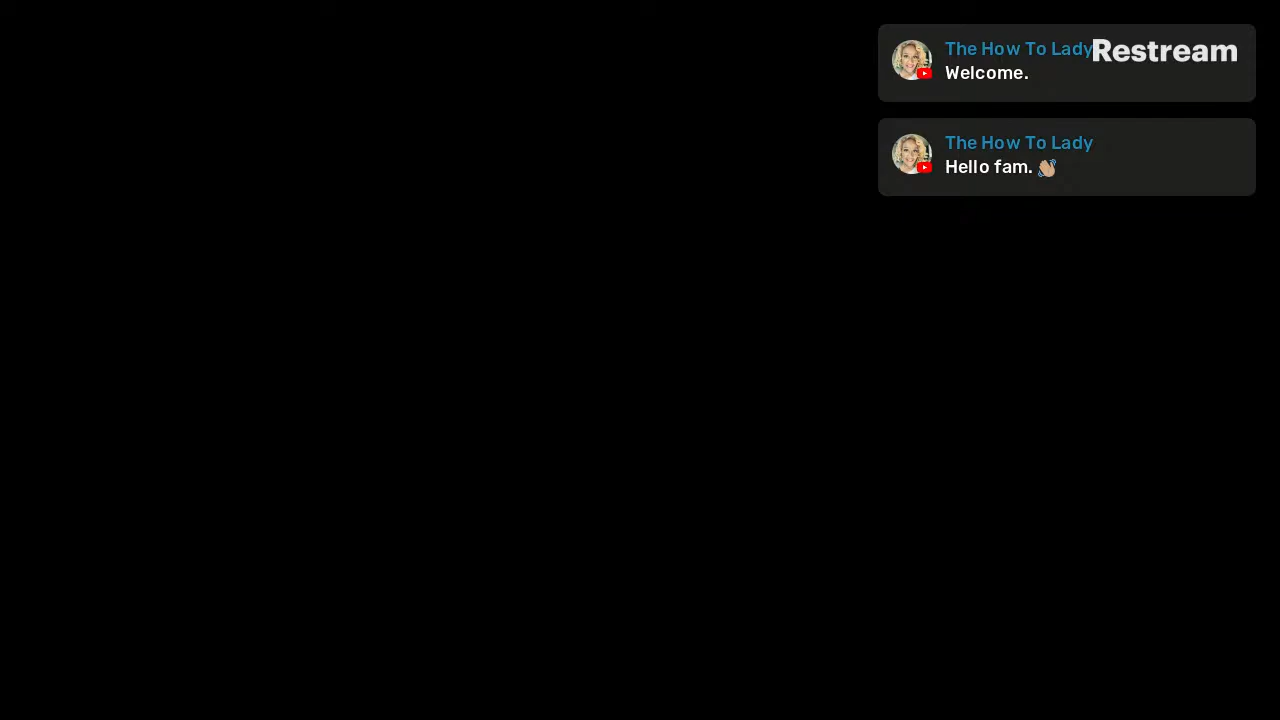 The How To Lady
Restream
Welcome.
The How To Lady
Hello fam. 👋🏼